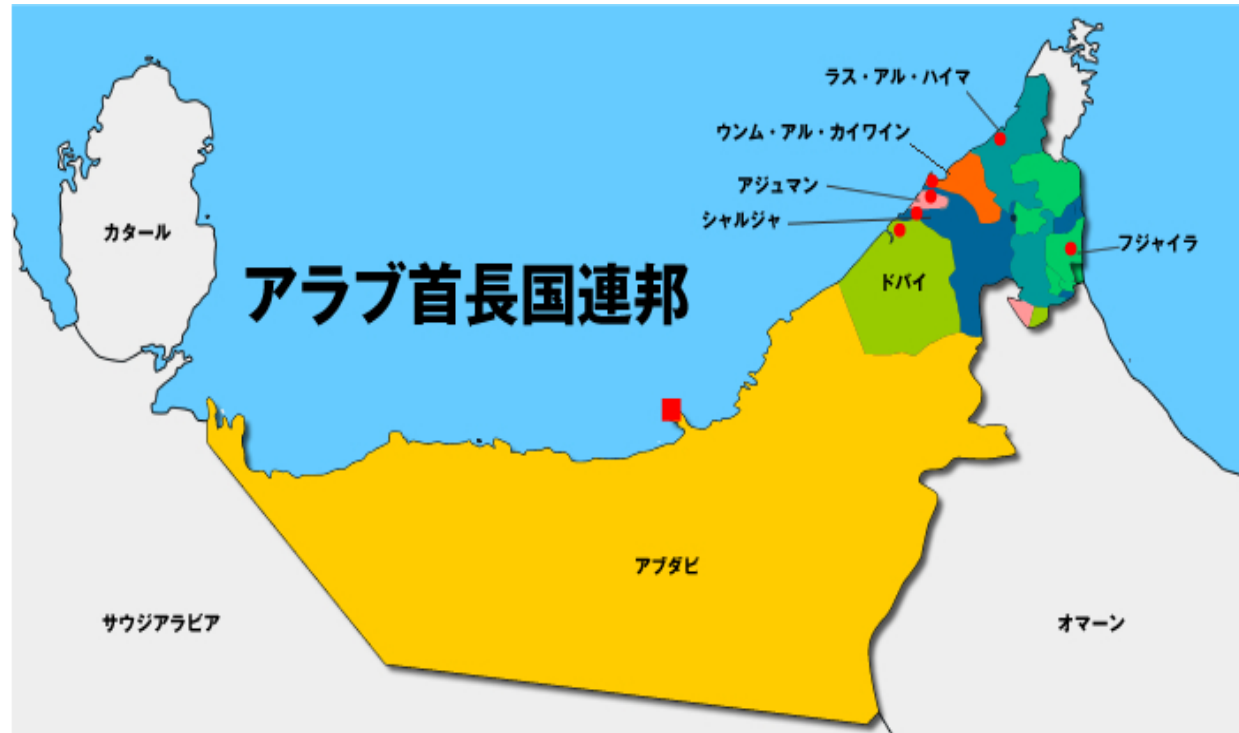 ラス・アル・ハイマ
ウンム・アル・カイワイン
アジュマン
シャルジャ
カタール
フジャイラ
アラブ首長国連邦
ドバイ
アブダビ
サウジアラビア
オマーン